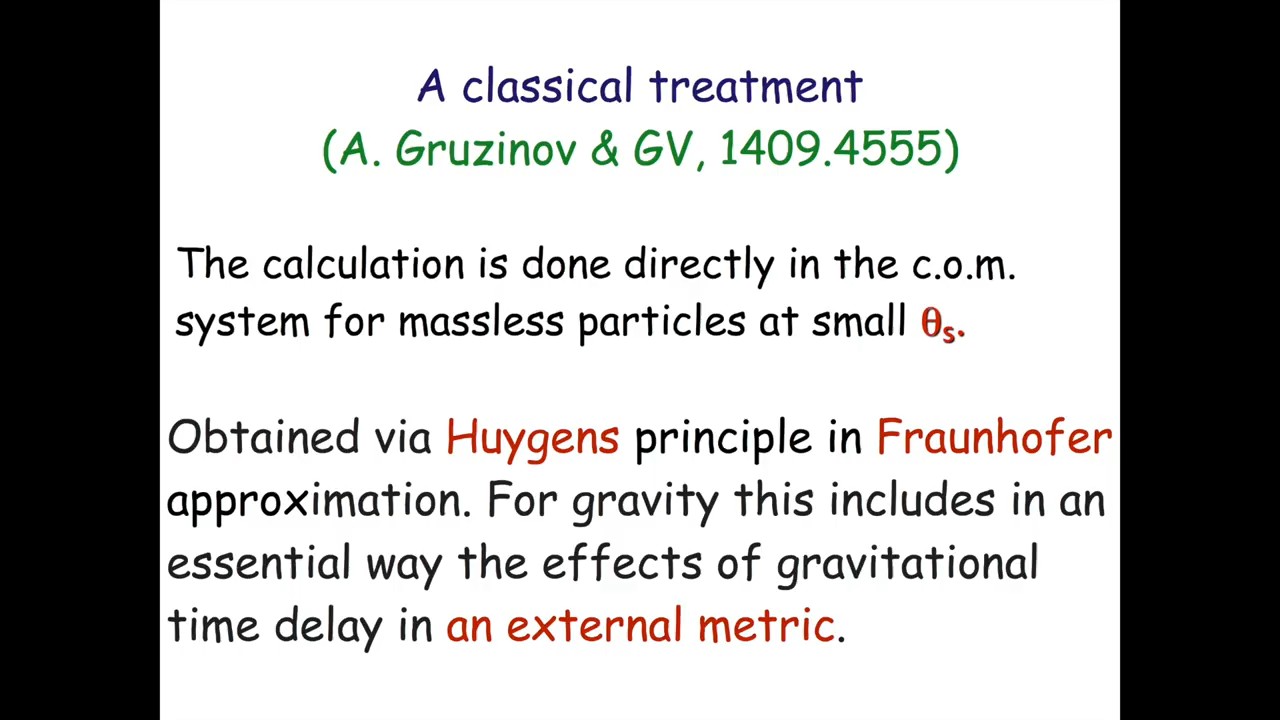 A classical treatment
(A. Gruzinov & GV, 1409.4555)
The calculation is done directly in the c.o.m.
system for massless particles at small θs.
Obtained via Huygens principle in Fraunhofer
approximation. For gravity this includes in an
essential way the effects of gravitational
time delay in an external metric.